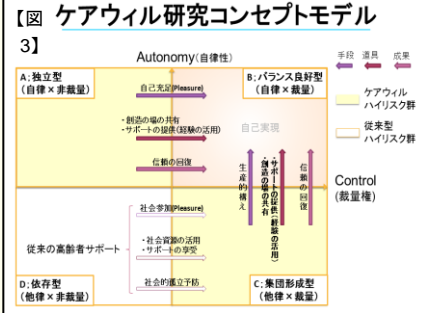 【図3】
ケアウィル研究コンセプトモデル
Autonomy(自律性)
手段 道具 成果
A:独立型
(自律×非裁量)
B:バランス良好型
(自律×裁量)
ケアウィル
ハイリスク群
従来型
ハイリスク群
自己充足(Pleasure)
・創造の場の共有
・サポートの提供(経験の活用)
信頼の回復
自己実現
生産的構え
・サポートの提供(経験の活用)
・創造の場の共有
信頼の回復
Control
(裁量権)
社会参加(Pleasure)
従来の高齢者サポート
・社会資源の活用
・サポートの享受
社会的孤立予防
D:依存型
(他律×非裁量)
C:集団形成型
(他律×裁量)